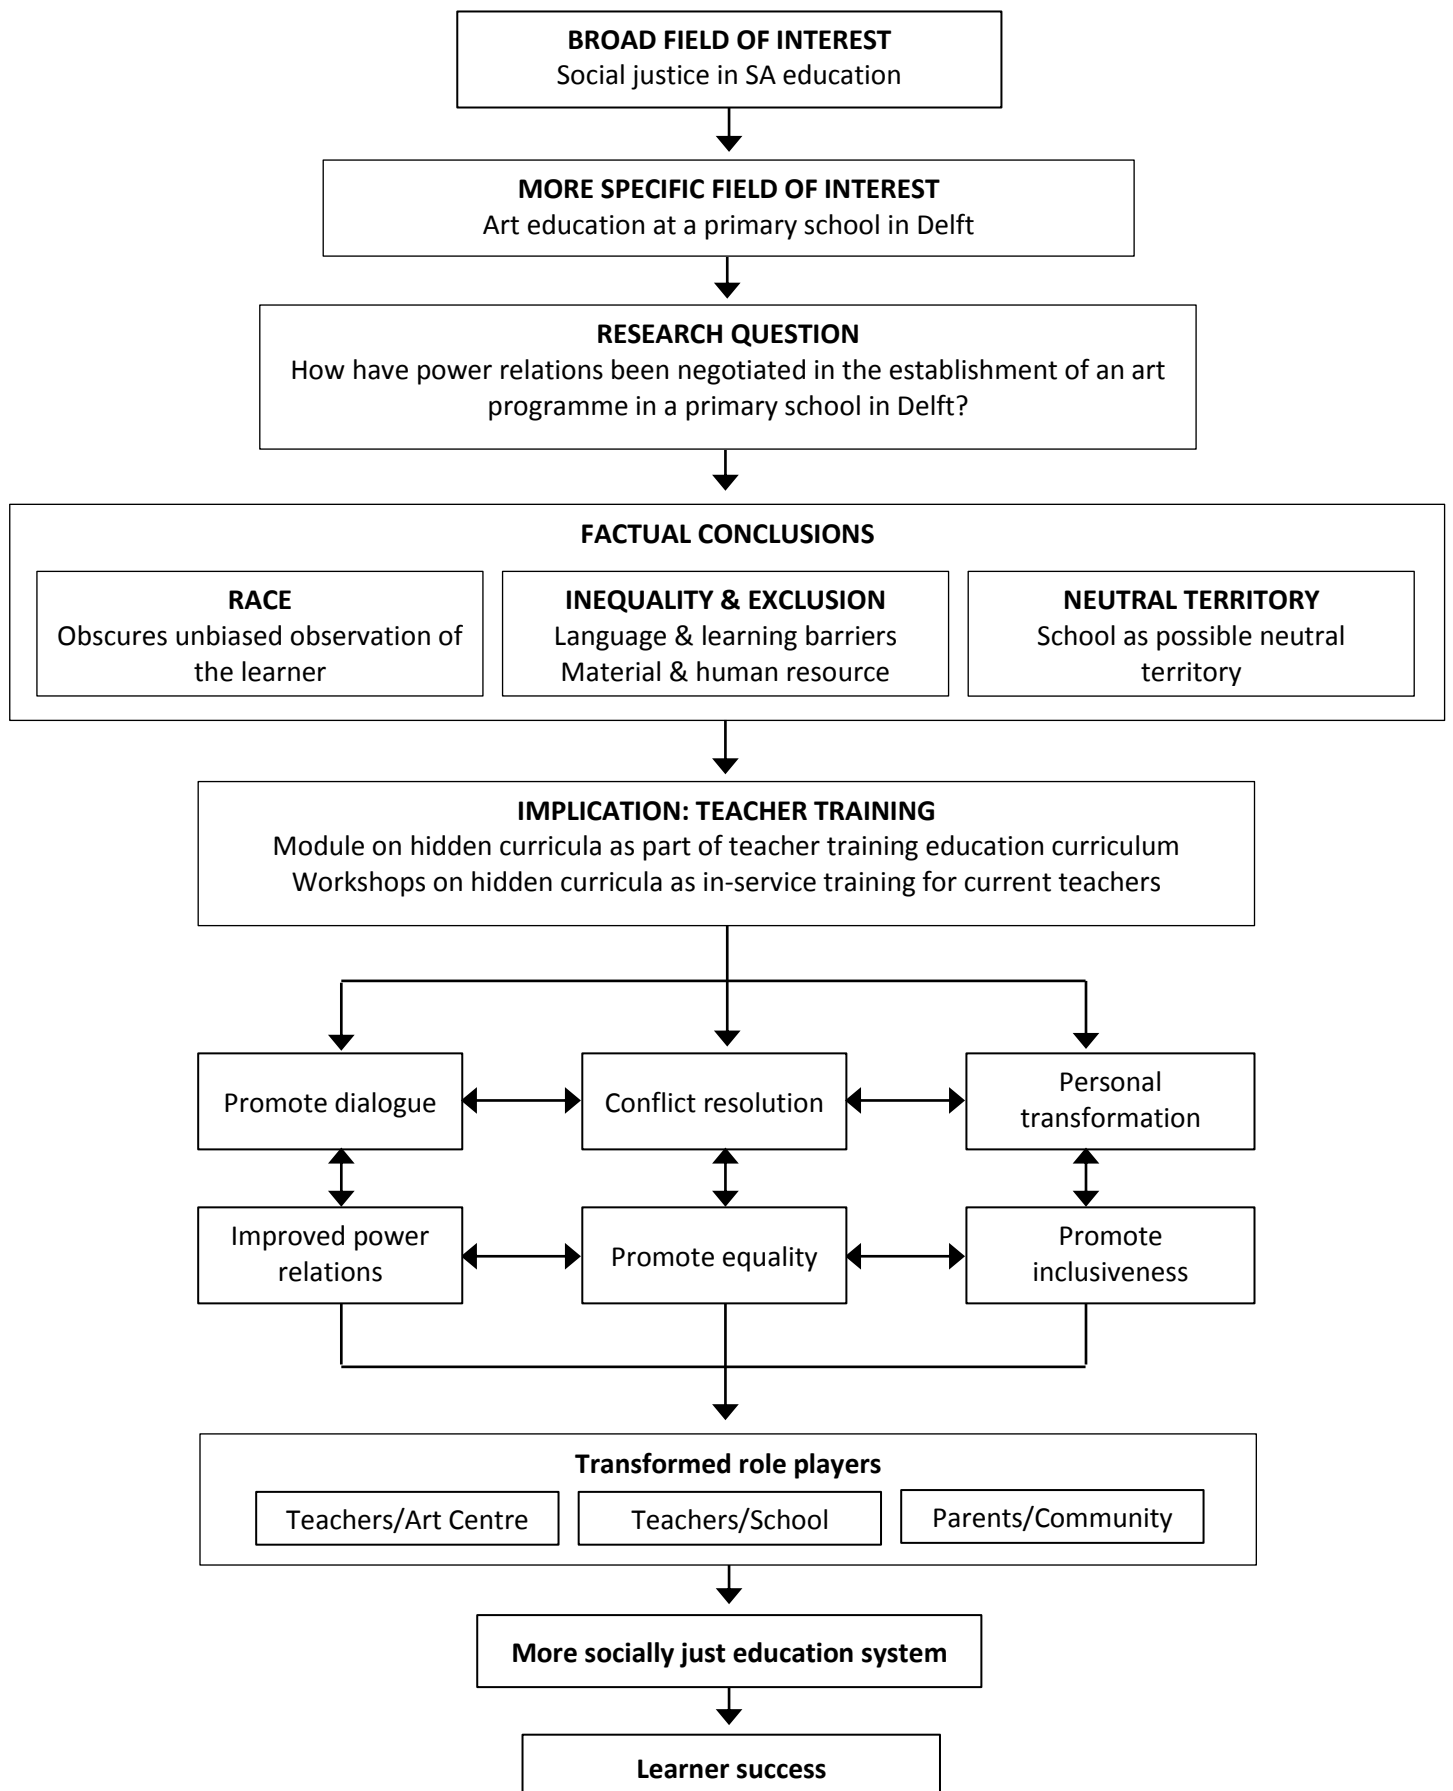 BROAD FIELD OF INTEREST
Social justice in SA education
MORE SPECIFIC FIELD OF INTEREST
Art education at a primary school in Delft
RESEARCH QUESTION
How have power relations been negotiated in the establishment of an art
programme in a primary school in Delft?
FACTUAL CONCLUSIONS
RACE
Obscures unbiased observation of
the learner
INEQUALITY & EXCLUSION
Language & learning barriers
Material & human resource
NEUTRAL TERRITORY
School as possible neutral
territory
IMPLICATION: TEACHER TRAINING
Module on hidden curricula as part of teacher training education curriculum
Workshops on hidden curricula as in-service training for current teachers
Promote dialogue
Conflict resolution
Personal
transformation
Improved power
relations
Promote equality
Promote
inclusiveness
Transformed role players
Teachers/Art Centre
Teachers/School
Parents/Community
More socially just education system
Learner success